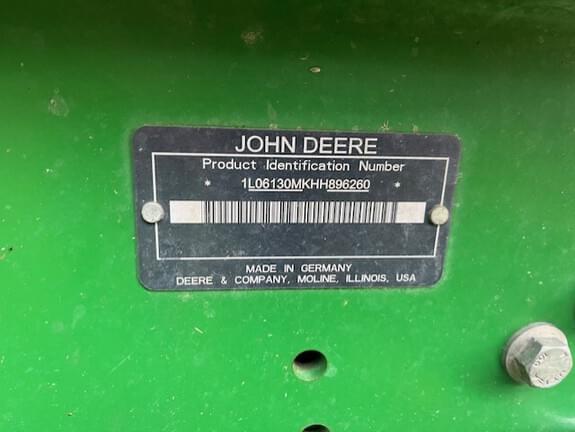 JOHN DEERE
Product Identification Number
* 1L06130MKHH896260 *
MADE IN GERMANY
DEERE & COMPANY, MOLINE, ILLINOIS, USA